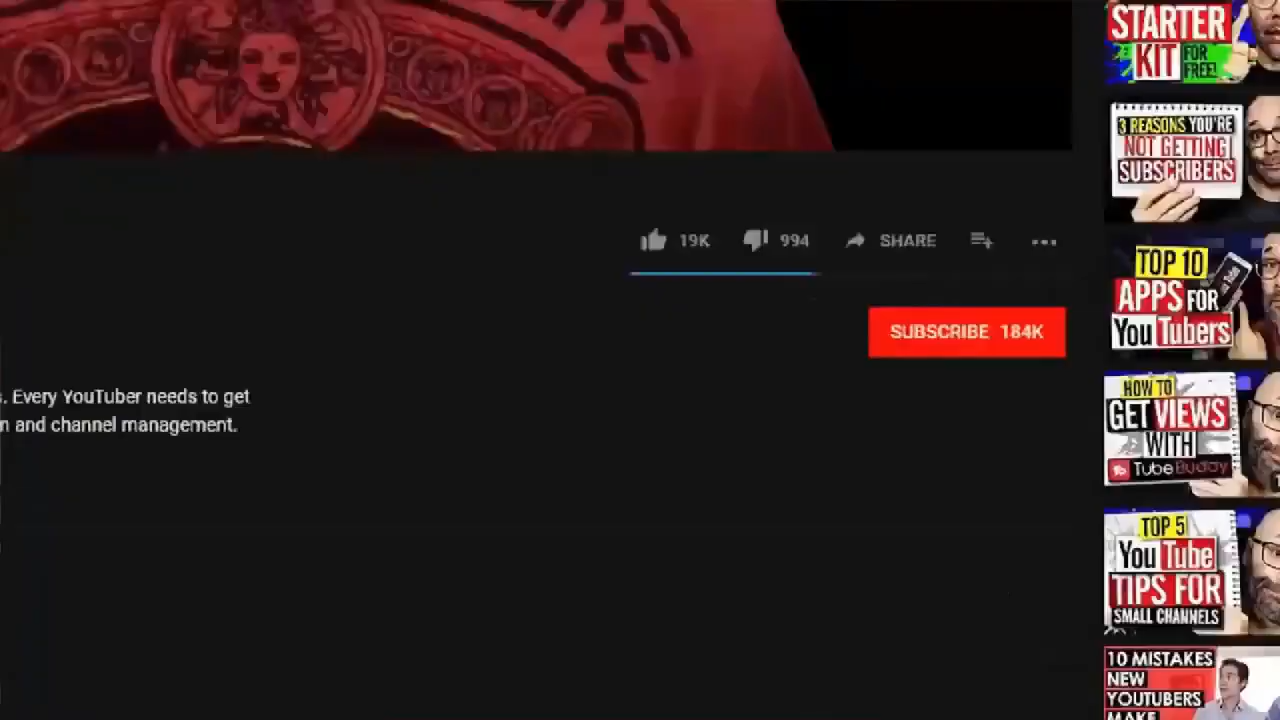 19K 994 SHARE
SUBSCRIBE 184K
s. Every YouTuber needs to get
n and channel management.
STARTER
KIT FOR
FREE!
3 REASONS YOU'RE
NOT GETTING
SUBSCRIBERS
TOP 10
APPS FOR
YouTubers
HOW TO
GET VIEWS
WITH
TubeBuddy
TOP 5
YouTube
TIPS FOR
SMALL CHANNELS
10 MISTAKES
NEW
YOUTUBERS
MAKE